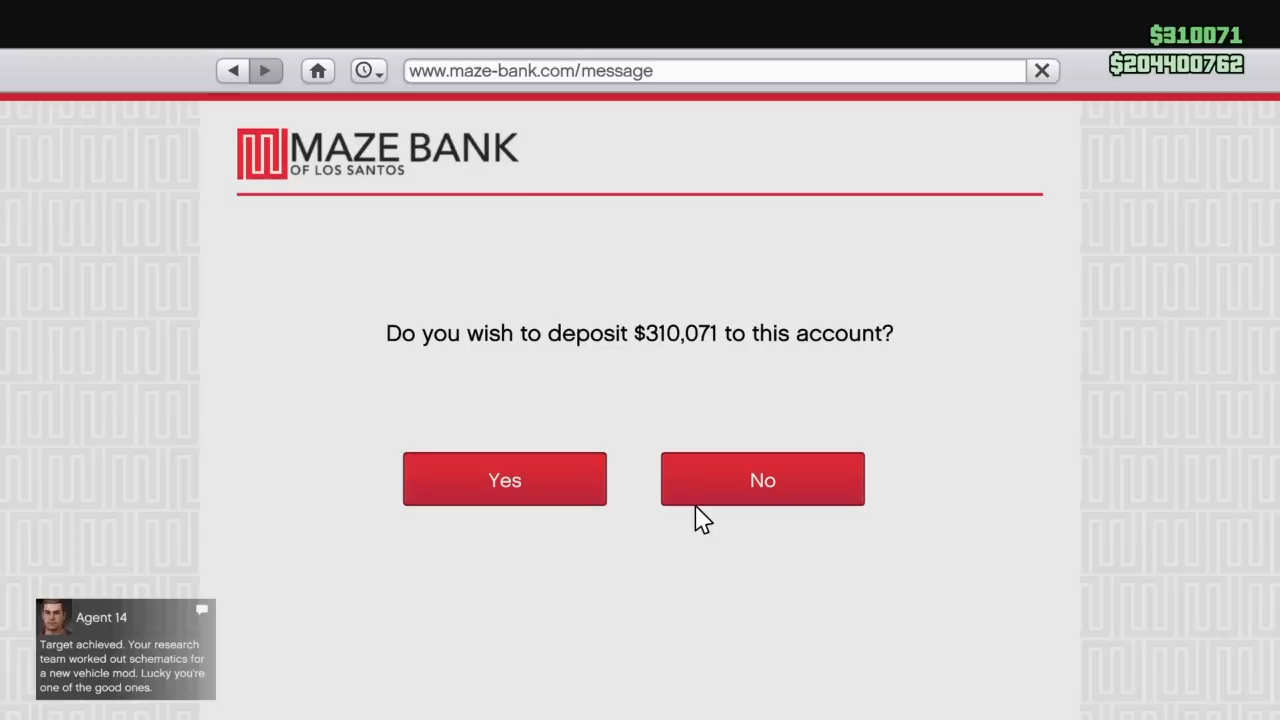 $310071
www.maze-bank.com/message
$204400762
MAZE BANK
OF LOS SANTOS
Do you wish to deposit $310,071 to this account?
Yes
No
Agent 14
Target achieved. Your research
team worked out schematics for
a new vehicle mod. Lucky you're
one of the good ones.